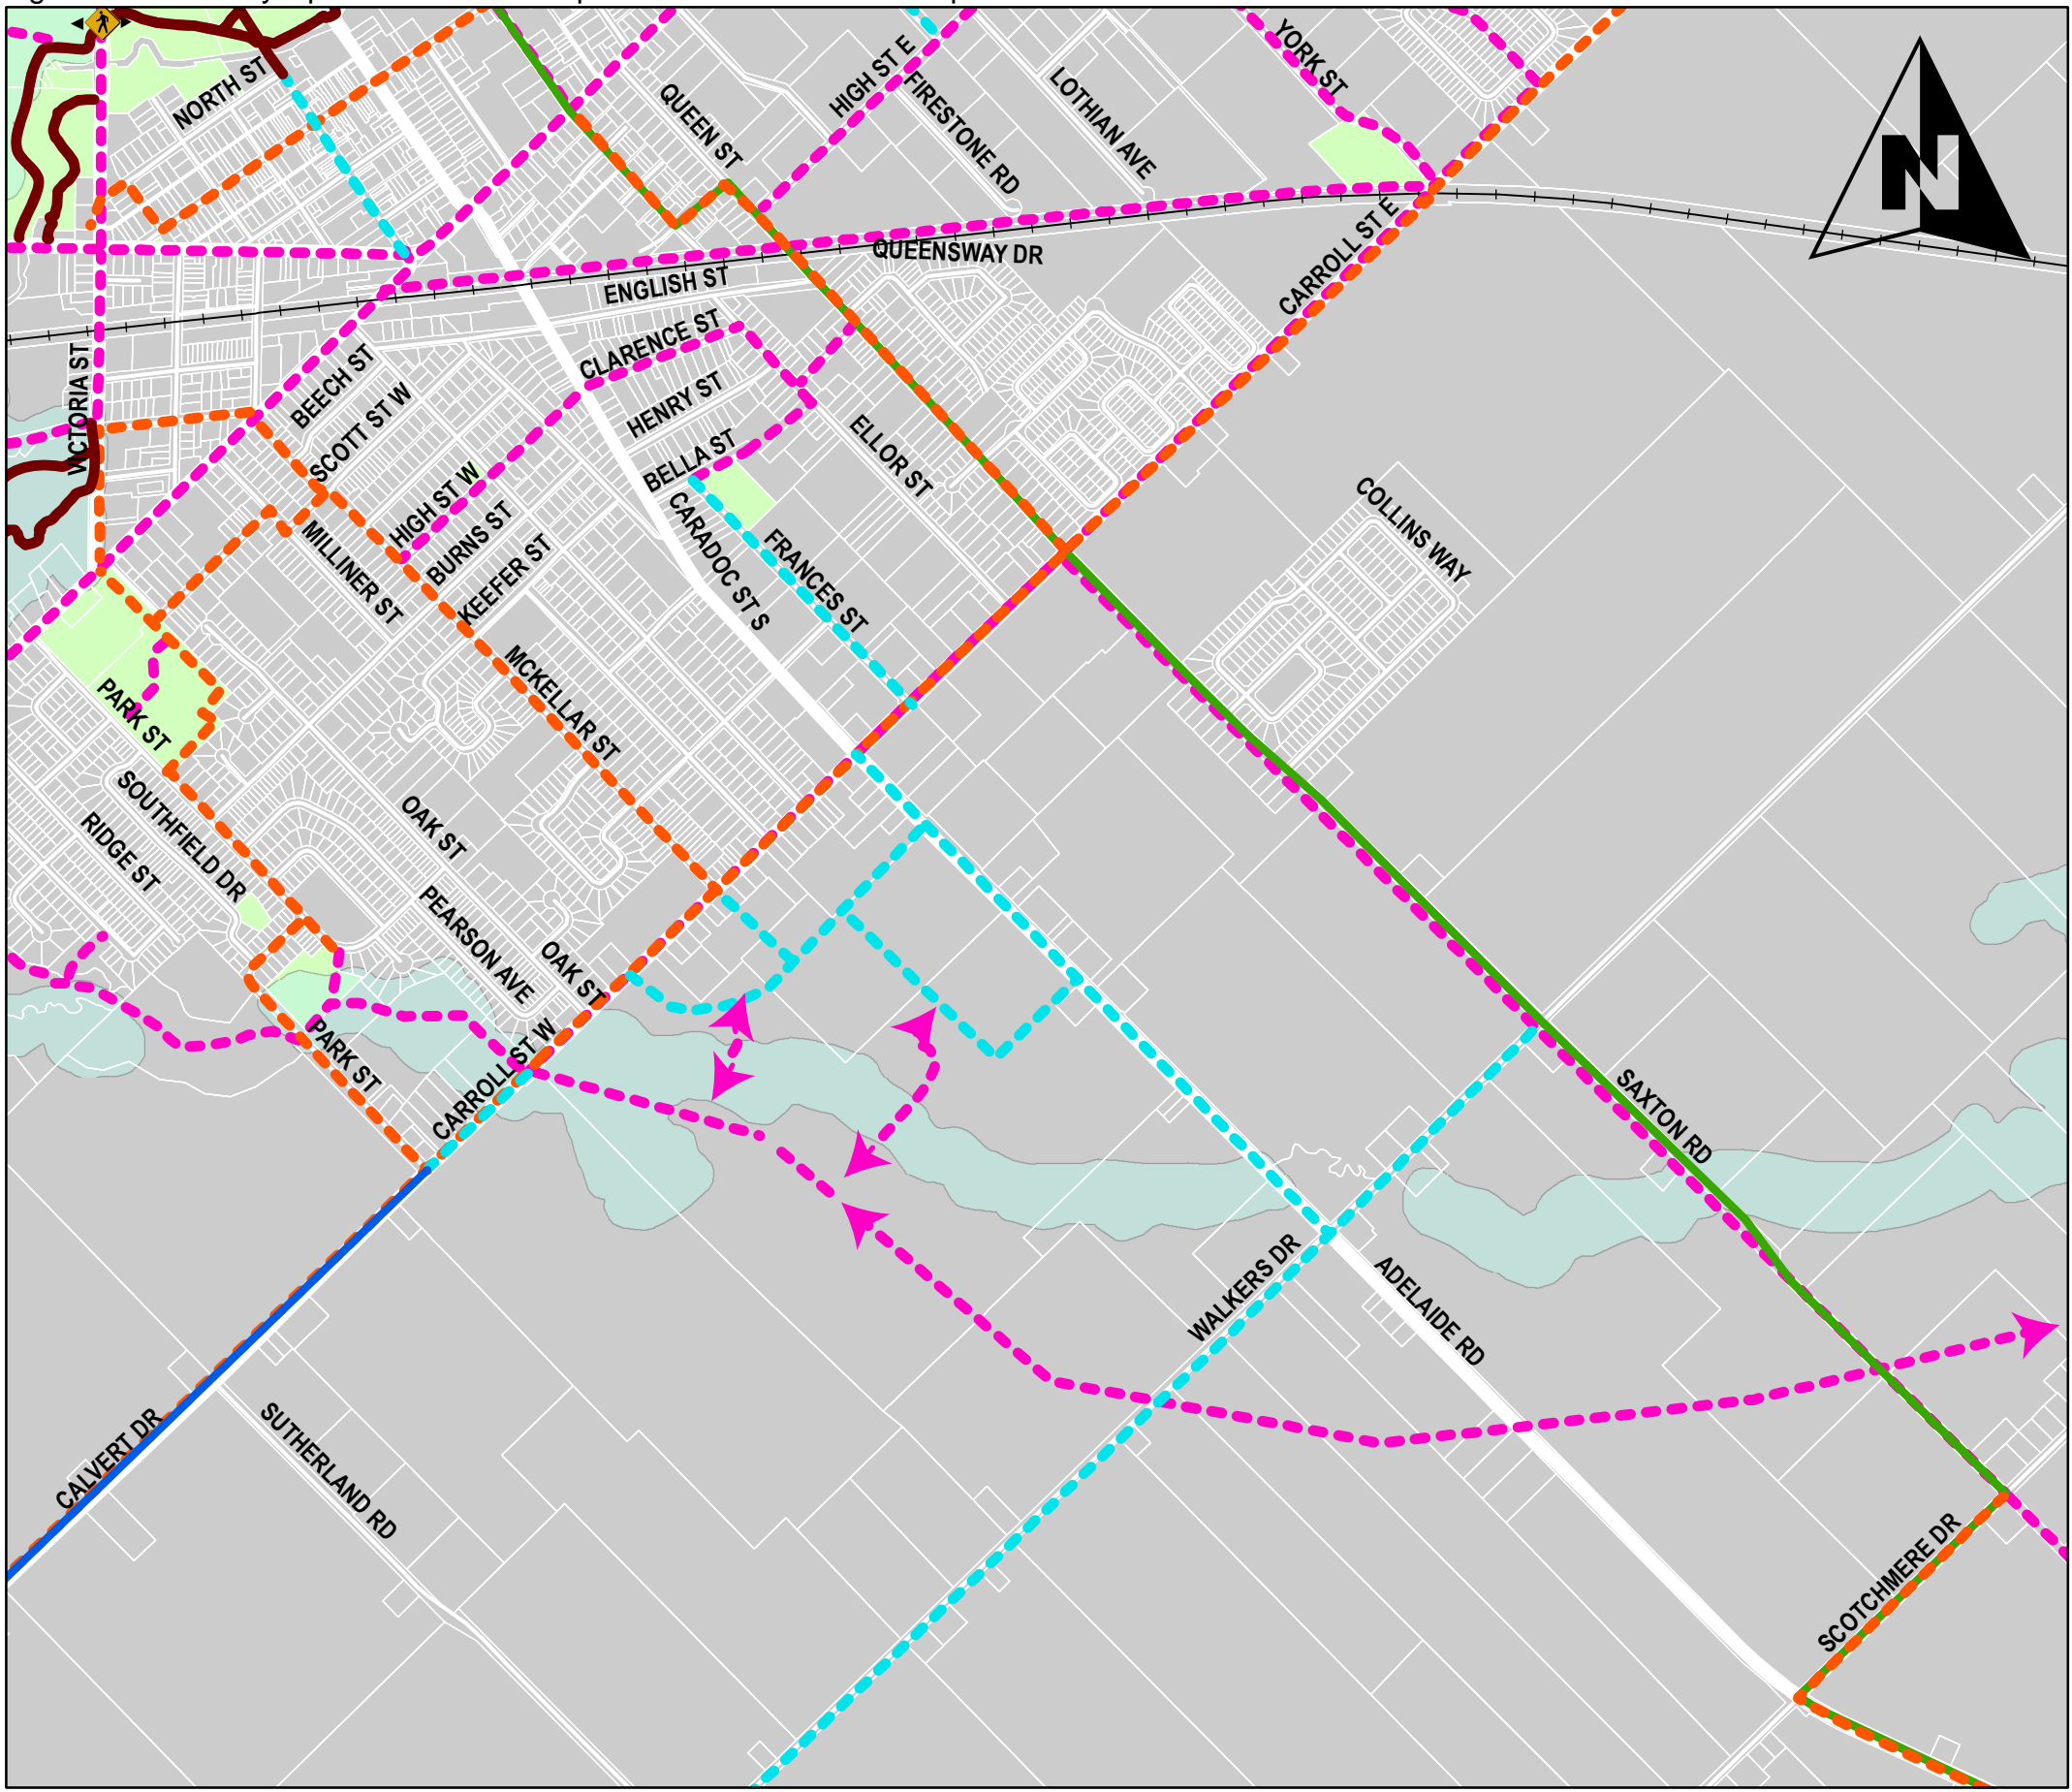 NORTH ST
QUEEN ST
HIGH ST E
FIRESTONE RD
LOTHIAN AVE
YORK ST
N
QUEENSWAY DR
ENGLISH ST
CARROLL ST E
VICTORIA ST
BEECH ST
SCOTT ST W
CLARENCE ST
HENRY ST
BELLA ST
ELLOR ST
HIGH ST W
BURNS ST
KEEFER ST
MILLINER ST
CARADOC ST S
FRANCES ST
COLLINS WAY
MCKELLAR ST
PARK ST
SOUTHFIELD DR
RIDGE ST
OAK ST
PEARSON AVE
OAK ST
PARK ST
CARROLL ST W
SAXTON RD
WALKERS DR
ADELAIDE RD
CALVERT DR
SUTHERLAND RD
SCOTCHMERE DR